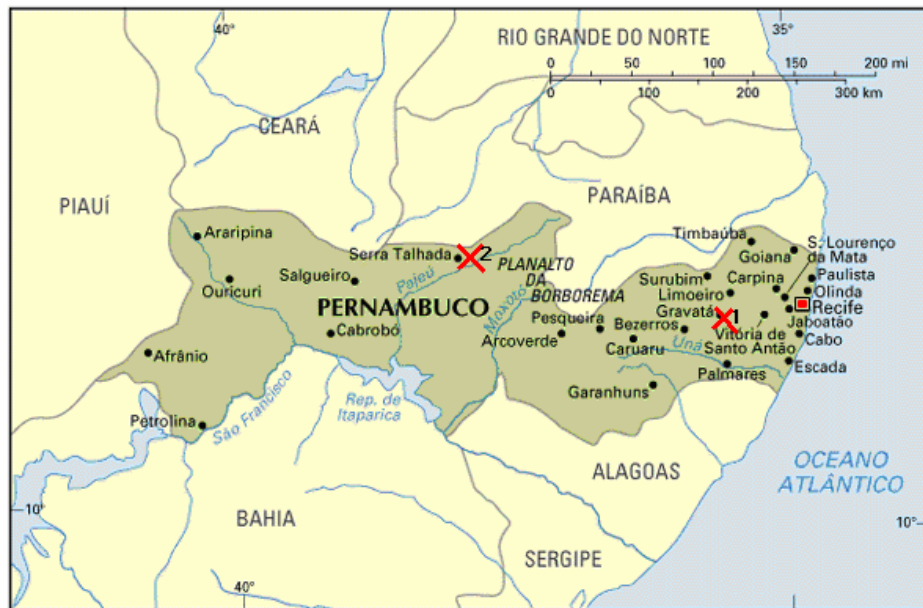 40°
35°
RIO GRANDE DO NORTE
0 50 100 150 200 mi
0 100 200 300 km
CEARÁ
PIAUÍ
PARAÍBA
Araripina
Timbaúba
Goiana
S. Lourenço
da Mata
Serra Talhada
2
Pajeú
PLANALTO
DA
BORBOREMA
Ouricuri
Salgueiro
Surubim
Carpina
Paulista
Limoeiro
Olinda
PERNAMBUCO
Moxotó
Gravatá
1
Recife
Pesqueira
Bezerros
Jaboatão
Cabrobó
Arcoverde
Caruaru
Uná
Vitória de
Santo Antão
Cabo
Afrânio
Palmares
Escada
Garanhuns
Rep. de
Itaparica
Petrolina
São Francisco
ALAGOAS
OCEANO
ATLÂNTICO
10°
BAHIA
10°
SERGIPE
40°